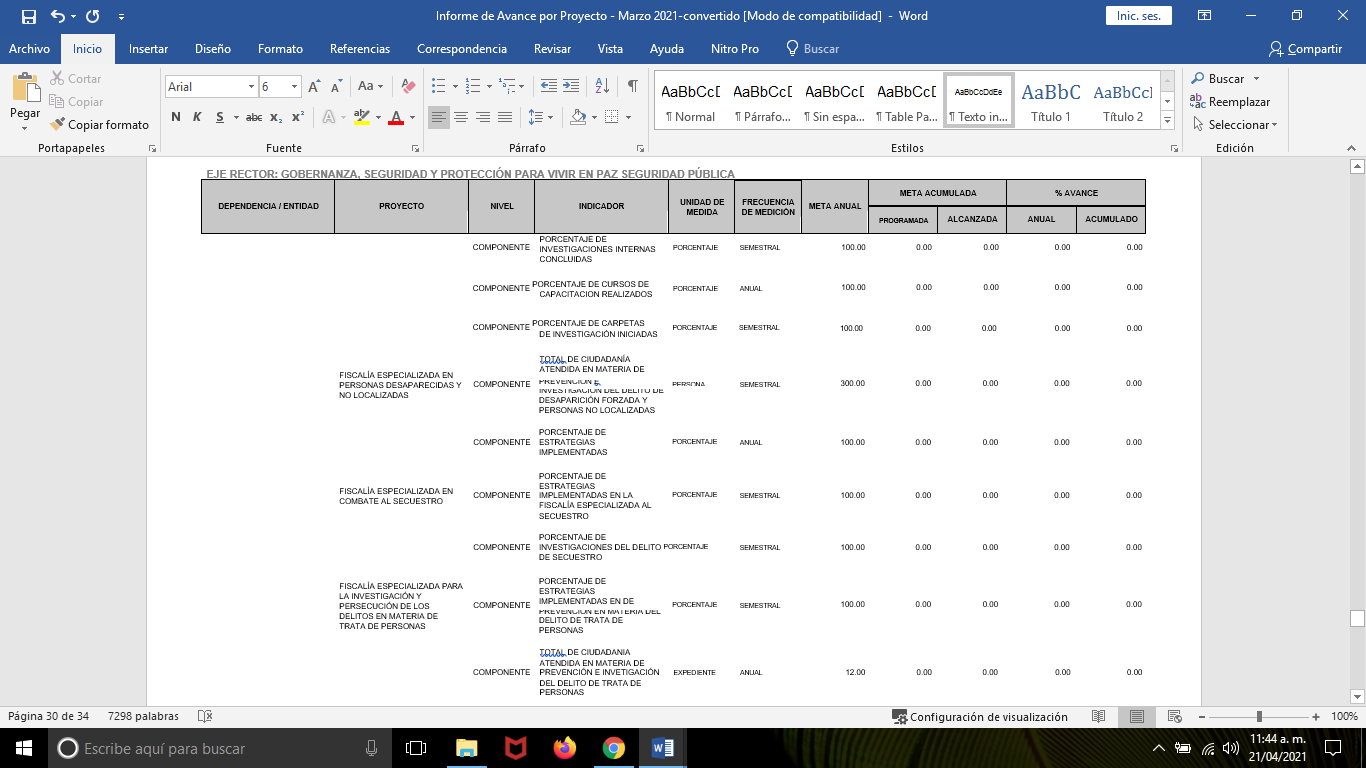 Informe de Avance por Proyecto - Marzo 2021-convertido [Modo de compatibilidad] - Word
Inic. ses.
Archivo Inicio Insertar Diseño Formato Referencias Correspondencia Revisar Vista Ayuda Nitro Pro Buscar Compartir
Pegar
Cortar
Copiar
Copiar formato
Portapapeles
Arial 6
N K S abc x₂ x²
Fuente
Párrafo
AaBbCcD AaBbCcD AaBbCcD AaBbCcD AaBbCcDdEe AaBbC AaBbCcI
¶ Normal ¶ Párrafo... ¶ Sin espa... ¶ Table Pa... ¶ Texto in... Título 1 Título 2
Estilos
Buscar
Reemplazar
Seleccionar
Edición
EJE RECTOR: GOBERNANZA, SEGURIDAD Y PROTECCIÓN PARA VIVIR EN PAZ SEGURIDAD PÚBLICA
DEPENDENCIA / ENTIDAD PROYECTO NIVEL INDICADOR UNIDAD DE MEDIDA FRECUENCIA DE MEDICIÓN META ANUAL META ACUMULADA % AVANCE
PROGRAMADA ALCANZADA ANUAL ACUMULADO
PORCENTAJE DE
COMPONENTE INVESTIGACIONES INTERNAS PORCENTAJE SEMESTRAL 100.00 0.00 0.00 0.00 0.00
CONCLUIDAS
COMPONENTE PORCENTAJE DE CURSOS DE PORCENTAJE ANUAL 100.00 0.00 0.00 0.00 0.00
CAPACITACION REALIZADOS
COMPONENTE PORCENTAJE DE CARPETAS PORCENTAJE SEMESTRAL 100.00 0.00 0.00 0.00 0.00
DE INVESTIGACIÓN INICIADAS
TOTAL DE CIUDADANÍA
ATENDIDA EN MATERIA DE
FISCALÍA ESPECIALIZADA EN
PERSONAS DESAPARECIDAS Y COMPONENTE PREVENCIÓN E PERSONA SEMESTRAL 300.00 0.00 0.00 0.00 0.00
NO LOCALIZADAS INVESTIGACIÓN DEL DELITO DE
DESAPARICIÓN FORZADA Y
PERSONAS NO LOCALIZADAS
PORCENTAJE DE
COMPONENTE ESTRATEGIAS PORCENTAJE ANUAL 100.00 0.00 0.00 0.00 0.00
IMPLEMENTADAS
PORCENTAJE DE
ESTRATEGIAS
FISCALÍA ESPECIALIZADA EN
COMBATE AL SECUESTRO COMPONENTE IMPLEMENTADAS EN LA PORCENTAJE SEMESTRAL 100.00 0.00 0.00 0.00 0.00
FISCALÍA ESPECIALIZADA AL
SECUESTRO
PORCENTAJE DE
COMPONENTE INVESTIGACIONES DEL DELITO PORCENTAJE SEMESTRAL 100.00 0.00 0.00 0.00 0.00
DE SECUESTRO
FISCALÍA ESPECIALIZADA PARA PORCENTAJE DE
LA INVESTIGACIÓN Y ESTRATEGIAS
PERSECUCIÓN DE LOS COMPONENTE IMPLEMENTADAS EN DE PORCENTAJE SEMESTRAL 100.00 0.00 0.00 0.00 0.00
DELITOS EN MATERIA DE PREVENCIÓN EN MATERIA DEL
TRATA DE PERSONAS DELITO DE TRATA DE
PERSONAS
TOTAL DE CIUDADANIA
ATENDIDA EN MATERIA DE
COMPONENTE PREVENCIÓN E INVETIGACIÓN EXPEDIENTE ANUAL 12.00 0.00 0.00 0.00 0.00
DEL DELITO DE TRATA DE
PERSONAS
Página 30 de 34 7298 palabras Configuración de visualización 100%
Escribe aquí para buscar
11:44 a. m.
21/04/2021